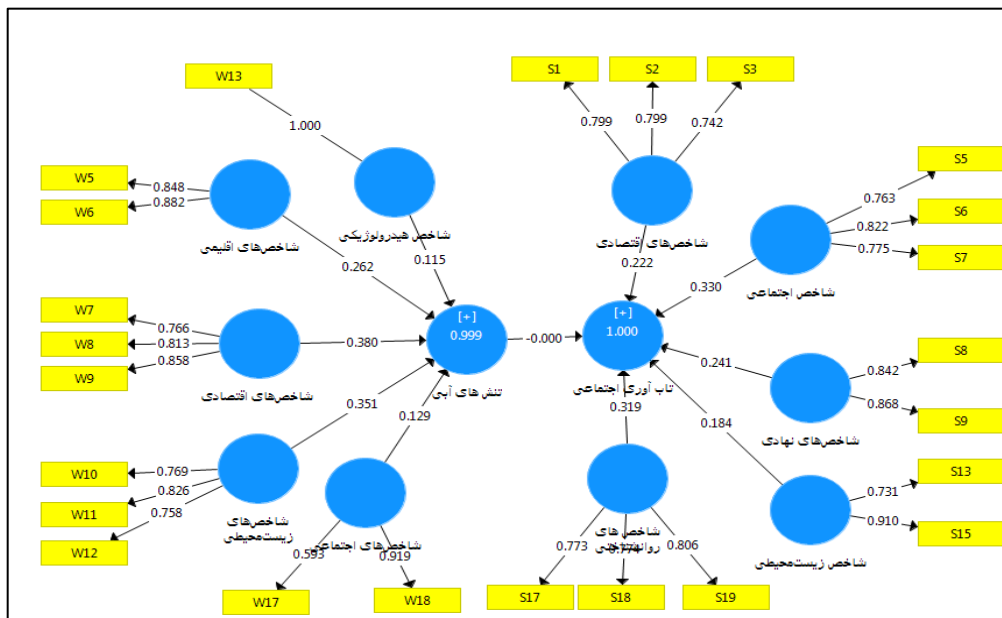 W13
1.000
شاخص هیدرولوژیکی
0.115
W5
W6
0.848
0.882
شاخص‌های اقلیمی
0.262
W7
W8
W9
0.766
0.813
0.858
شاخص‌های اقتصادی
0.380
W10
W11
W12
0.769
0.826
0.758
شاخص‌های
زیست‌محیطی
0.351
W17
W18
0.593
0.919
شاخص‌های اجتماعی
0.129
[+]
0.999
تنش های آبی
-0.000
[+]
1.000
تاب آوری اجتماعی
S1
S2
S3
0.799
0.799
0.742
شاخص‌های اقتصادی
0.222
S5
S6
S7
0.763
0.822
0.775
شاخص اجتماعی
0.330
S8
S9
0.842
0.868
شاخص‌های نهادی
0.241
S13
S15
0.731
0.910
شاخص زیست‌محیطی
0.184
شاخص های
روانشناختی
0.319
0.773
0.774
0.806
S17
S18
S19